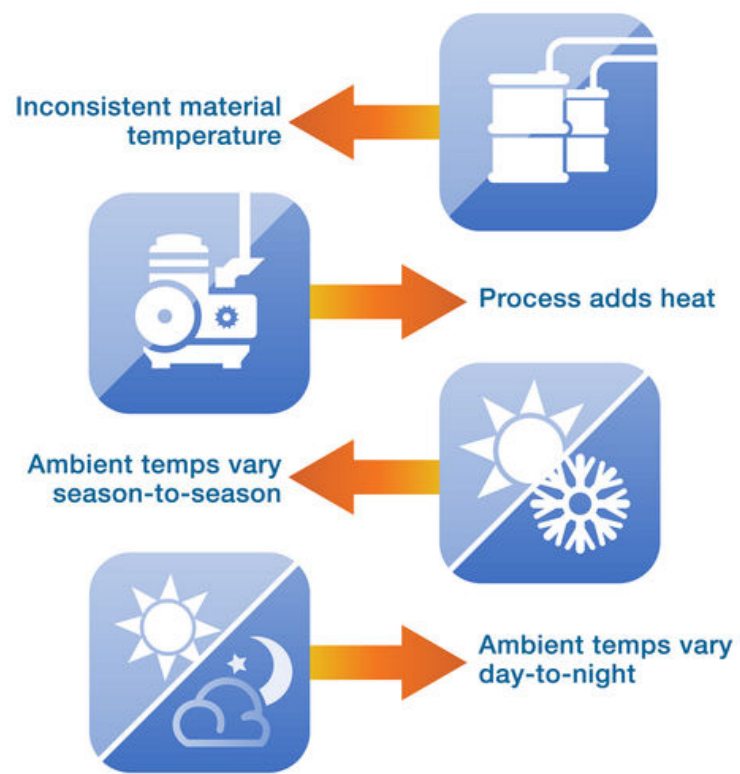 Inconsistent material
temperature
Process adds heat
Ambient temps vary
season-to-season
Ambient temps vary
day-to-night